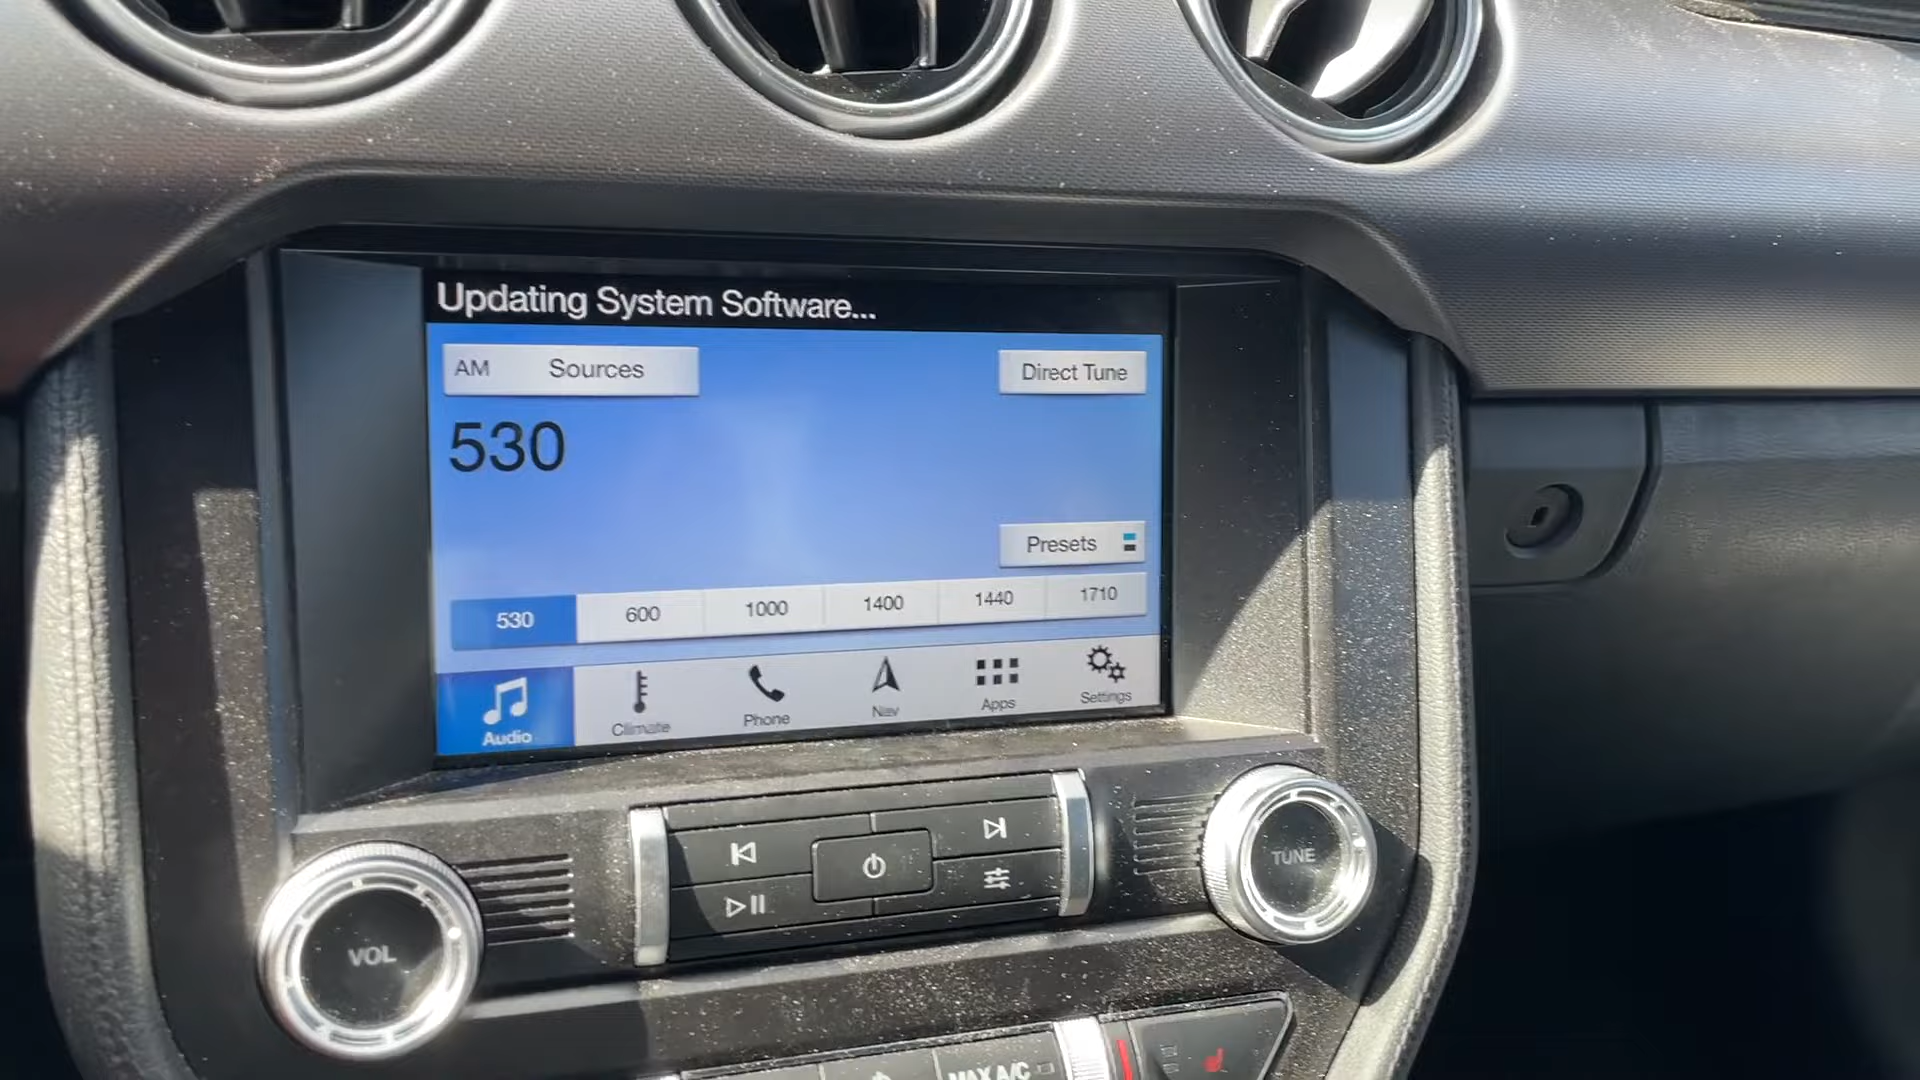 Updating System Software...
AM Sources
Direct Tune
530
Presets
530 600 1000 1400 1440 1710
Audio Climate Phone Nav Apps Settings
VOL
TUNE
MAX A/C